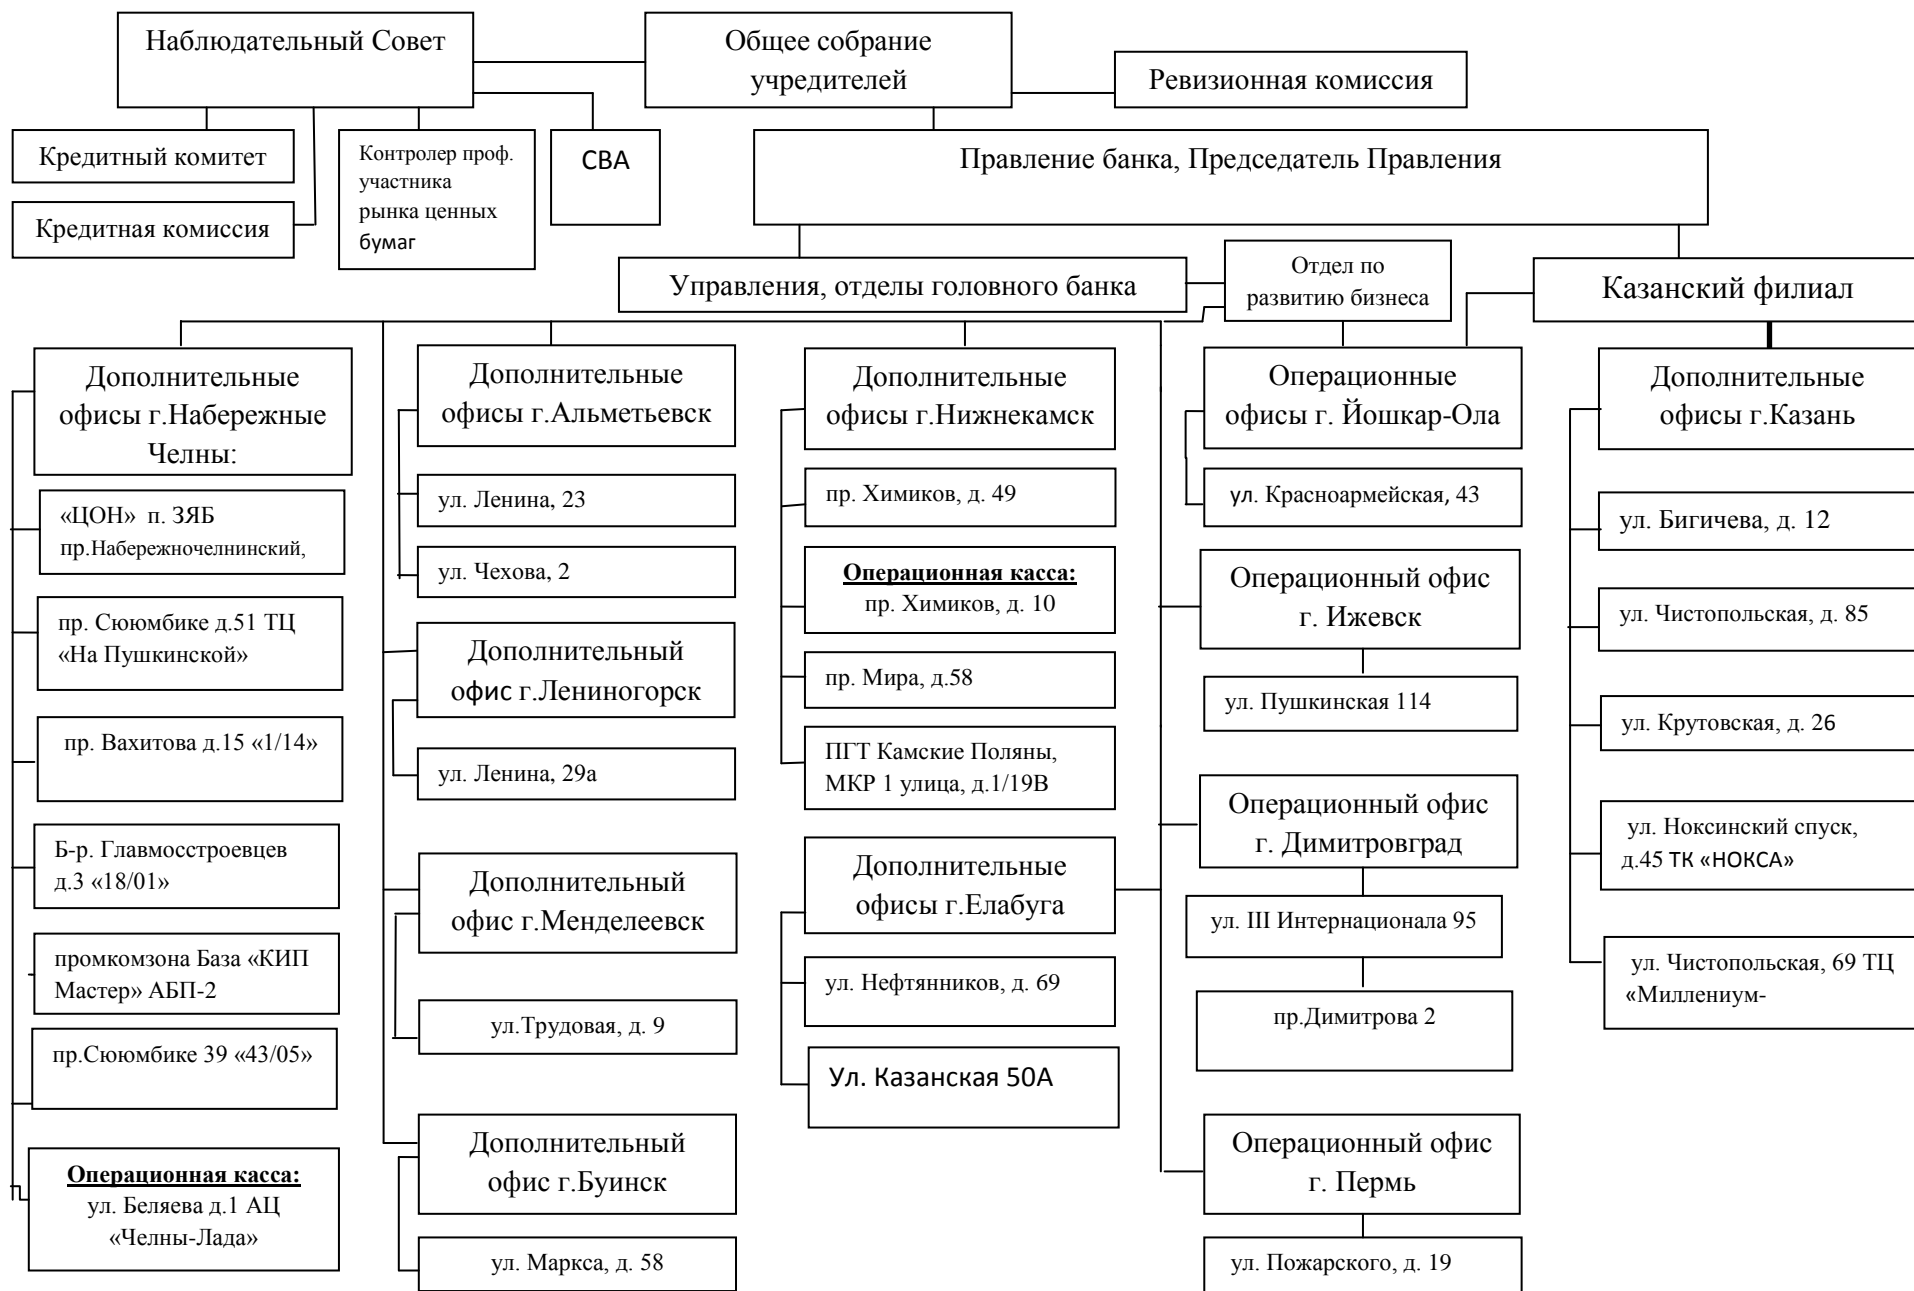 Наблюдательный Совет
Общее собрание
учредителей
Ревизионная комиссия
Кредитный комитет
Кредитная комиссия
Контролер проф.
участника
рынка ценных
бумаг
СВА
Правление банка, Председатель Правления
Управления, отделы головного банка
Отдел по
развитию бизнеса
Казанский филиал
Дополнительные
офисы г.Набережные
Челны:
«ЦОН» п. ЗЯБ
пр.Набережночелнинский,
пр. Сююмбике д.51 ТЦ
«На Пушкинской»
пр. Вахитова д.15 «1/14»
Б-р. Главмосстроевцев
д.3 «18/01»
промкомзона База «КИП
Мастер» АБП-2
пр.Сююмбике 39 «43/05»
Операционная касса:
ул. Беляева д.1 АЦ
«Челны-Лада»
Дополнительные
офисы г.Альметьевск
ул. Ленина, 23
ул. Чехова, 2
Дополнительный
офис г.Лениногорск
ул. Ленина, 29а
Дополнительный
офис г.Менделеевск
ул.Трудовая, д. 9
Дополнительный
офис г.Буинск
ул. Маркса, д. 58
Дополнительные
офисы г.Нижнекамск
пр. Химиков, д. 49
Операционная касса:
пр. Химиков, д. 10
пр. Мира, д.58
ПГТ Камские Поляны,
МКР 1 улица, д.1/19В
Дополнительные
офисы г.Елабуга
ул. Нефтянников, д. 69
Ул. Казанская 50А
Операционные
офисы г. Йошкар-Ола
ул. Красноармейская, 43
Операционный офис
г. Ижевск
ул. Пушкинская 114
Операционный офис
г. Димитровград
ул. III Интернационала 95
пр.Димитрова 2
Операционный офис
г. Пермь
ул. Пожарского, д. 19
Дополнительные
офисы г.Казань
ул. Бигичева, д. 12
ул. Чистопольская, д. 85
ул. Крутовская, д. 26
ул. Ноксинский спуск,
д.45 ТК «НОКСА»
ул. Чистопольская, 69 ТЦ
«Миллениум-